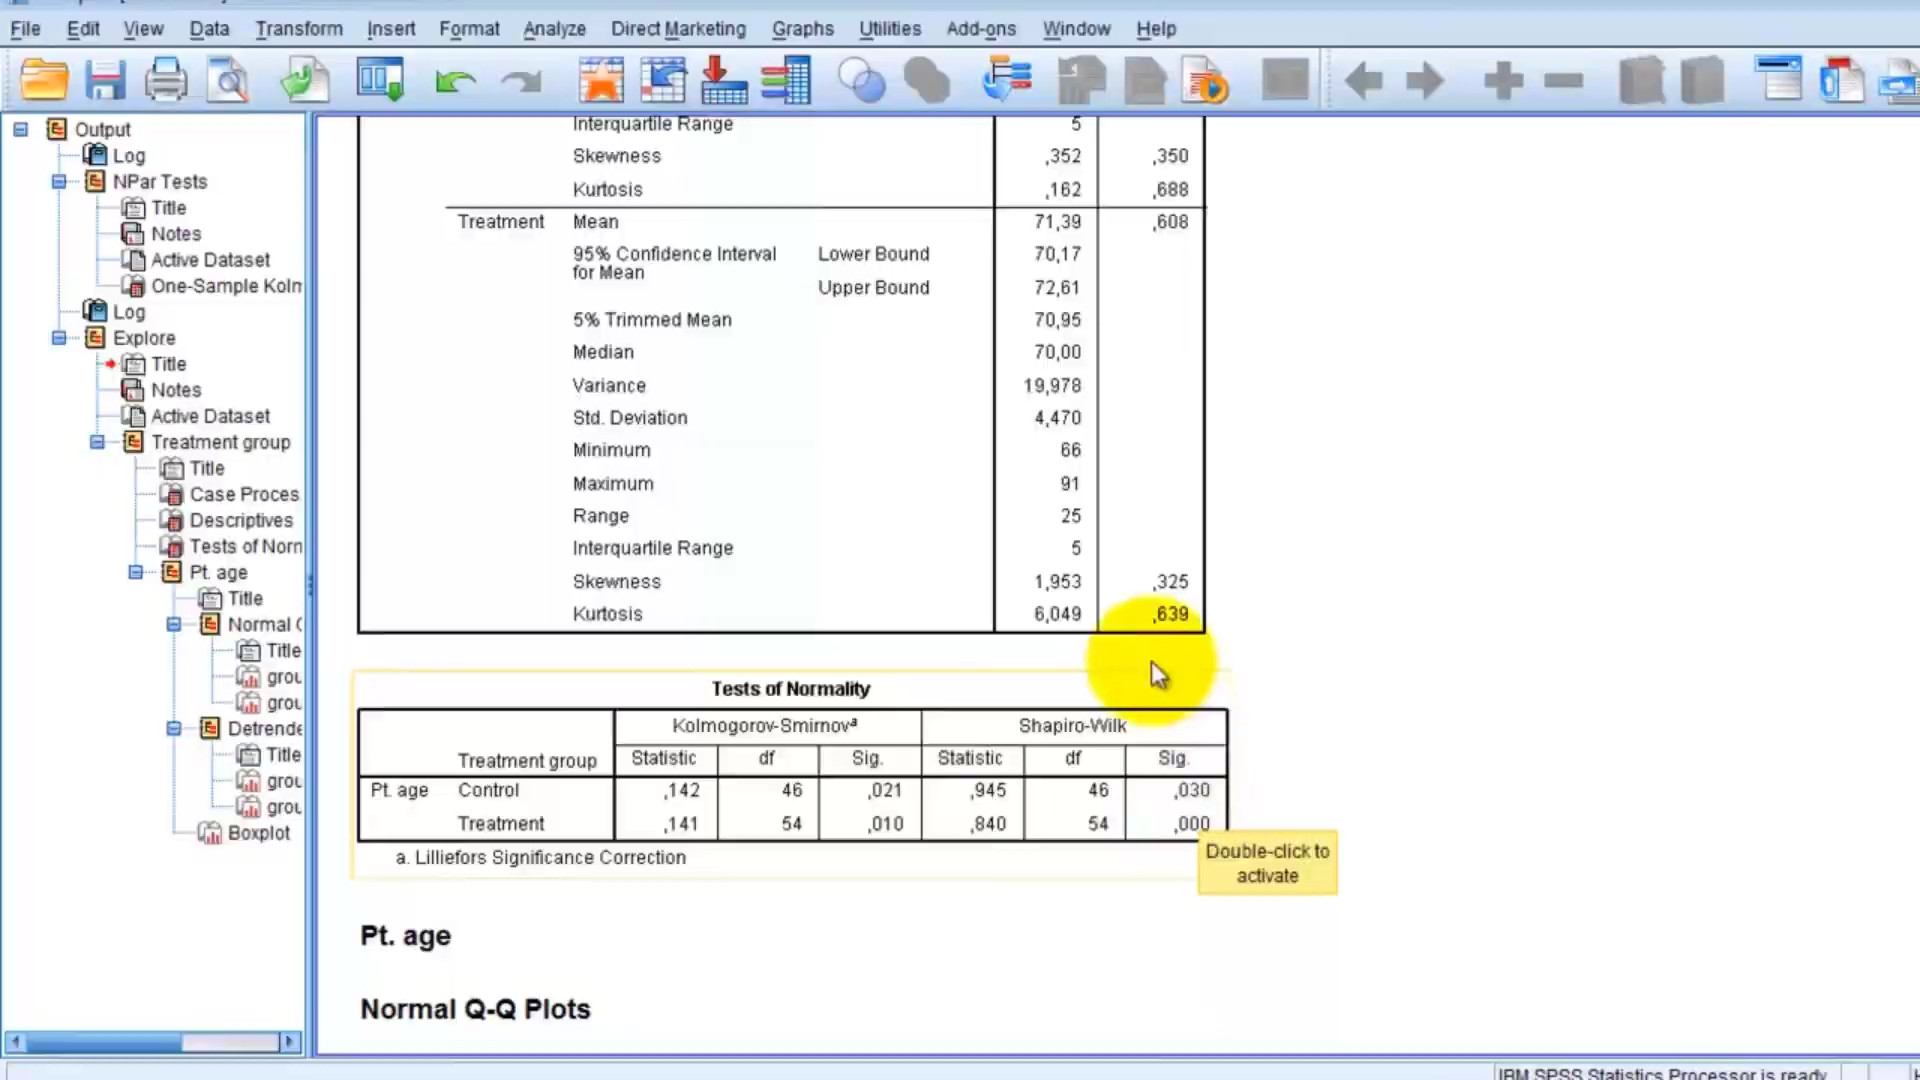 File Edit View Data Transform Insert Format Analyze Direct Marketing Graphs Utilities Add-ons Window Help
Output
Log
NPar Tests
Title
Notes
Active Dataset
One-Sample Kolm
Log
Explore
Title
Notes
Active Dataset
Treatment group
Title
Case Proces
Descriptives
Tests of Norn
Pt. age
Title
Normal
Title
grou
grou
Detrende
Title
grou
grou
Boxplot
Interquartile Range 5
Skewness ,352 ,350
Kurtosis ,162 ,688
Treatment Mean 71,39 ,608
95% Confidence Interval for Mean Lower Bound 70,17
Upper Bound 72,61
5% Trimmed Mean 70,95
Median 70,00
Variance 19,978
Std. Deviation 4,470
Minimum 66
Maximum 91
Range 25
Interquartile Range 5
Skewness 1,953 ,325
Kurtosis 6,049 ,639
Tests of Normality
Kolmogorov-Smirnovᵃ Shapiro-Wilk
Treatment group Statistic df Sig. Statistic df Sig.
Pt. age Control ,142 46 ,021 ,945 46 ,030
Treatment ,141 54 ,010 ,840 54 ,000
a. Lilliefors Significance Correction
Double-click to
activate
Pt. age
Normal Q-Q Plots
IBM SPSS Statistics Processor is ready